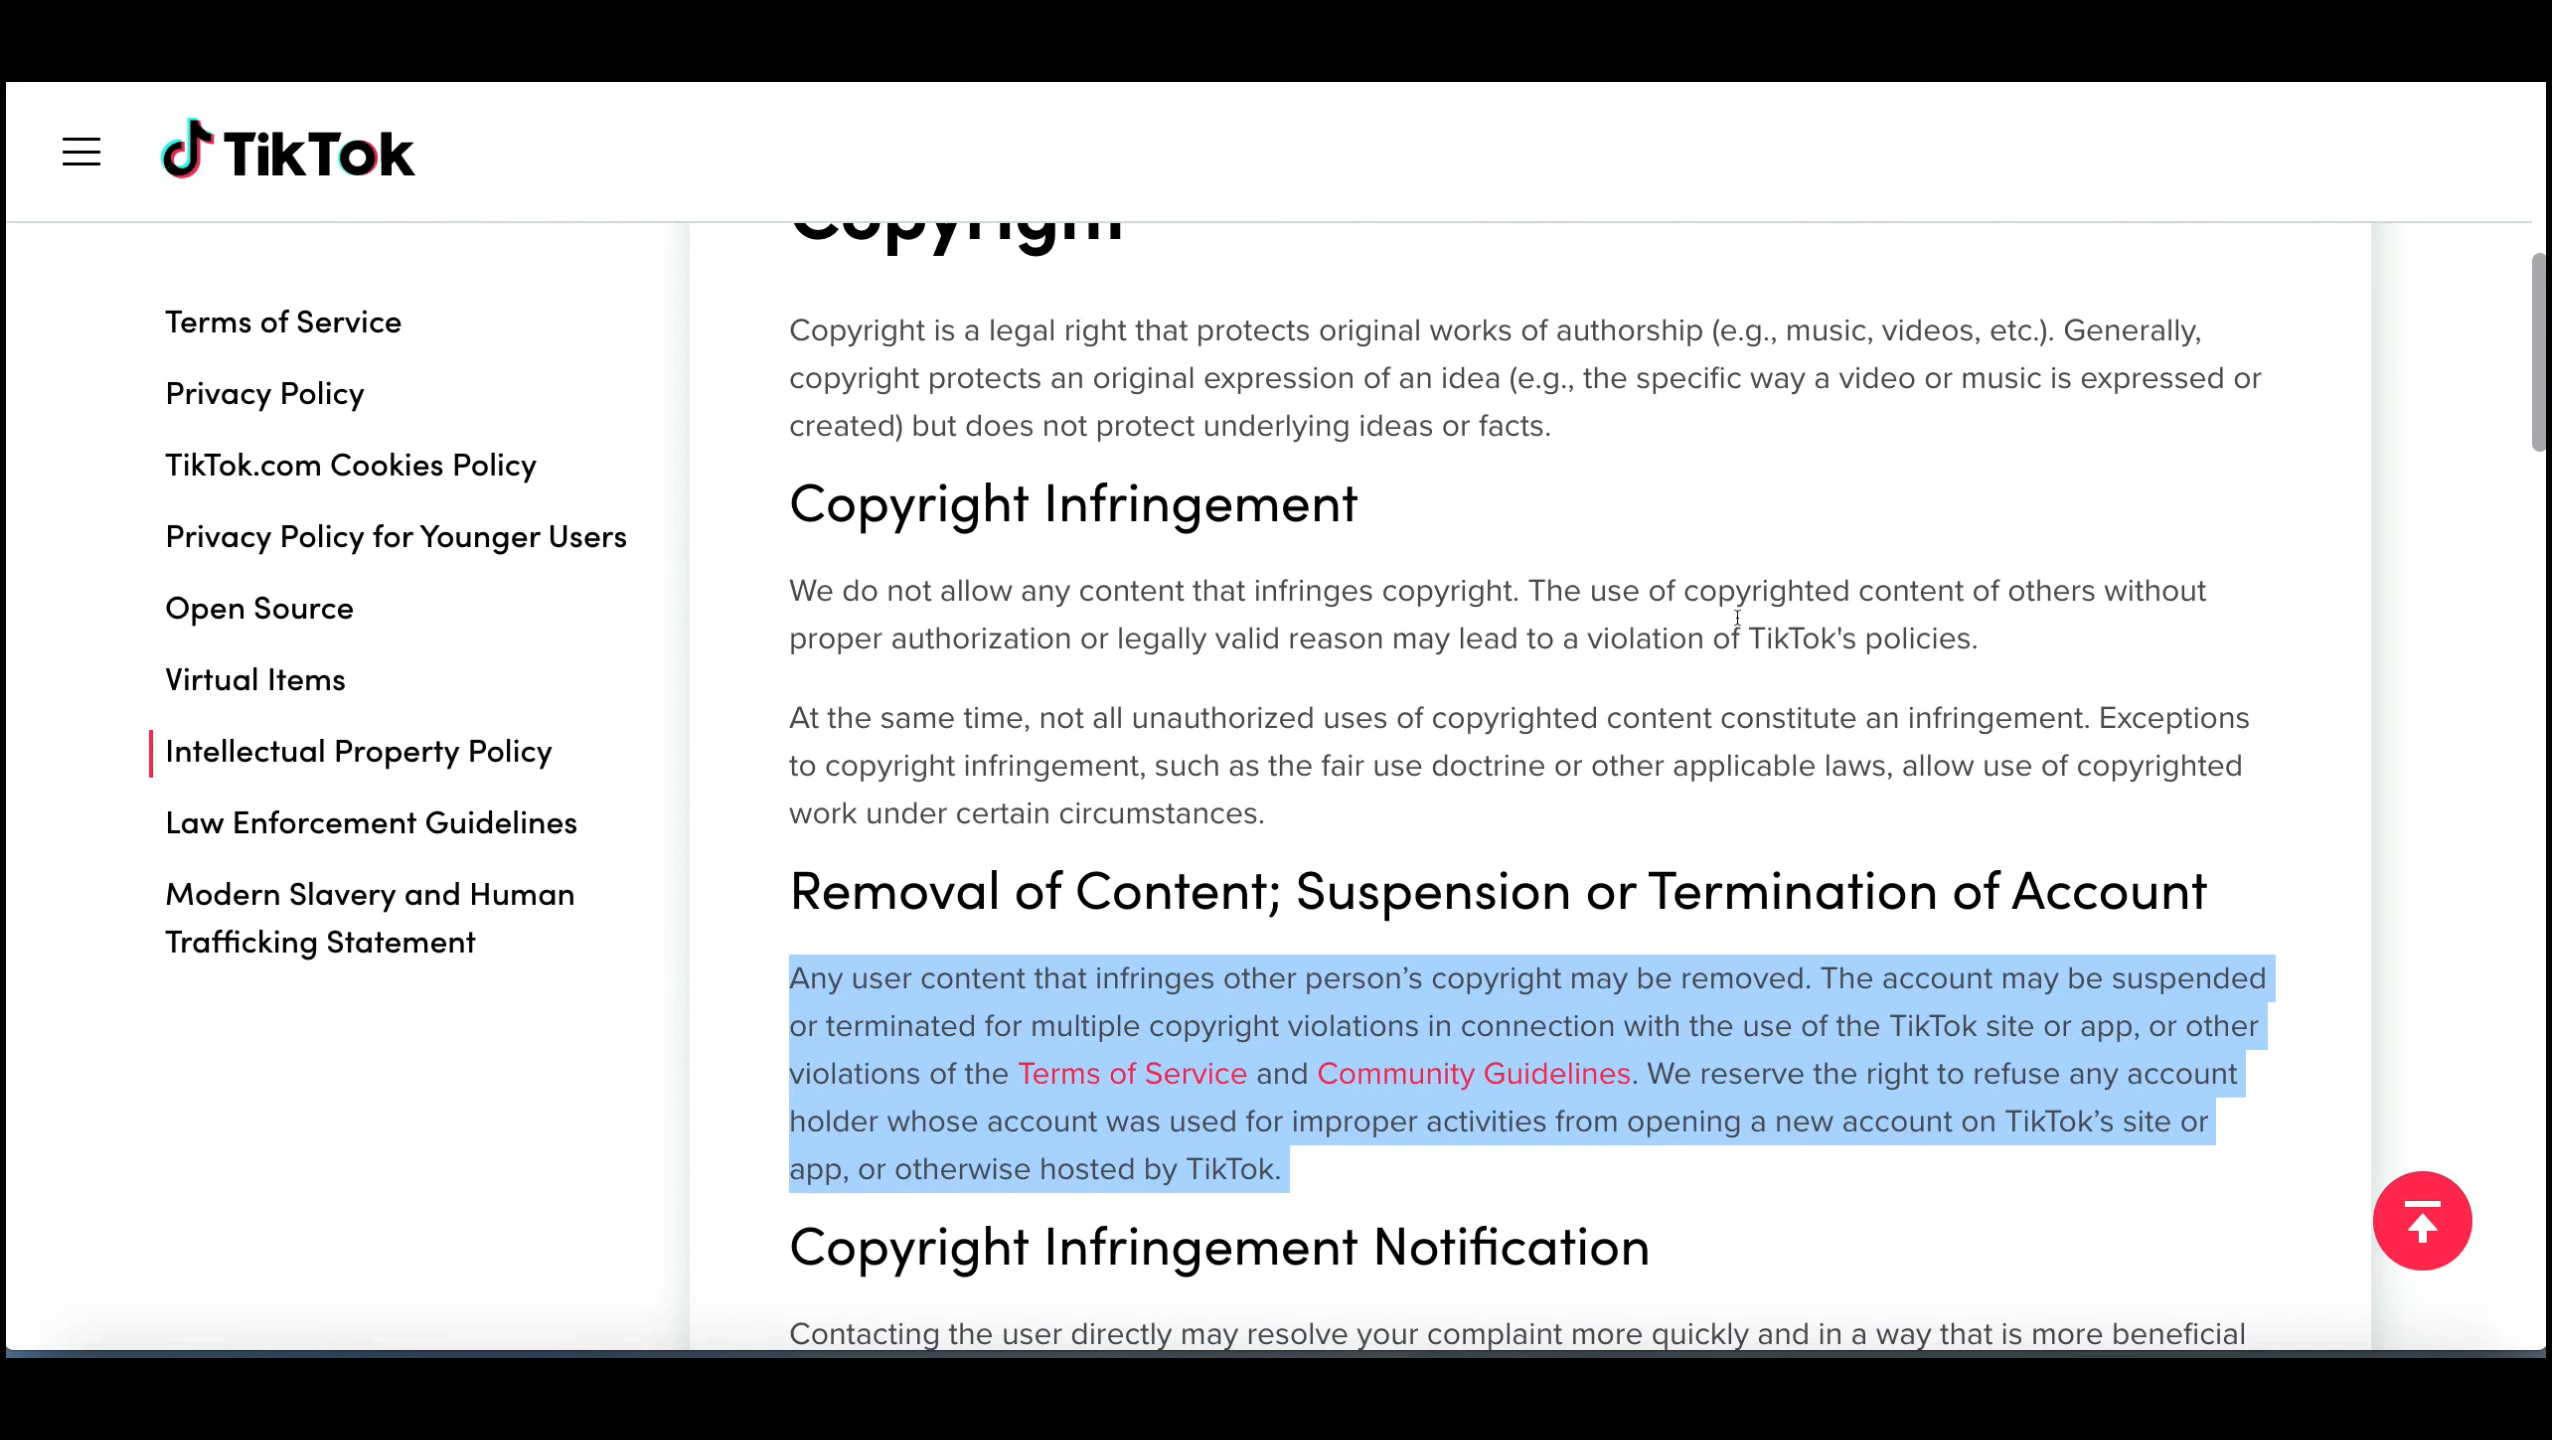 TikTok
Copyright
Terms of Service
Privacy Policy
TikTok.com Cookies Policy
Privacy Policy for Younger Users
Open Source
Virtual Items
Intellectual Property Policy
Law Enforcement Guidelines
Modern Slavery and Human
Trafficking Statement
Copyright is a legal right that protects original works of authorship (e.g., music, videos, etc.). Generally,
copyright protects an original expression of an idea (e.g., the specific way a video or music is expressed or
created) but does not protect underlying ideas or facts.
Copyright Infringement
We do not allow any content that infringes copyright. The use of copyrighted content of others without
proper authorization or legally valid reason may lead to a violation of TikTok's policies.
At the same time, not all unauthorized uses of copyrighted content constitute an infringement. Exceptions
to copyright infringement, such as the fair use doctrine or other applicable laws, allow use of copyrighted
work under certain circumstances.
Removal of Content; Suspension or Termination of Account
Any user content that infringes other person’s copyright may be removed. The account may be suspended
or terminated for multiple copyright violations in connection with the use of the TikTok site or app, or other
violations of the Terms of Service and Community Guidelines. We reserve the right to refuse any account
holder whose account was used for improper activities from opening a new account on TikTok’s site or
app, or otherwise hosted by TikTok.
Copyright Infringement Notification
Contacting the user directly may resolve your complaint more quickly and in a way that is more beneficial